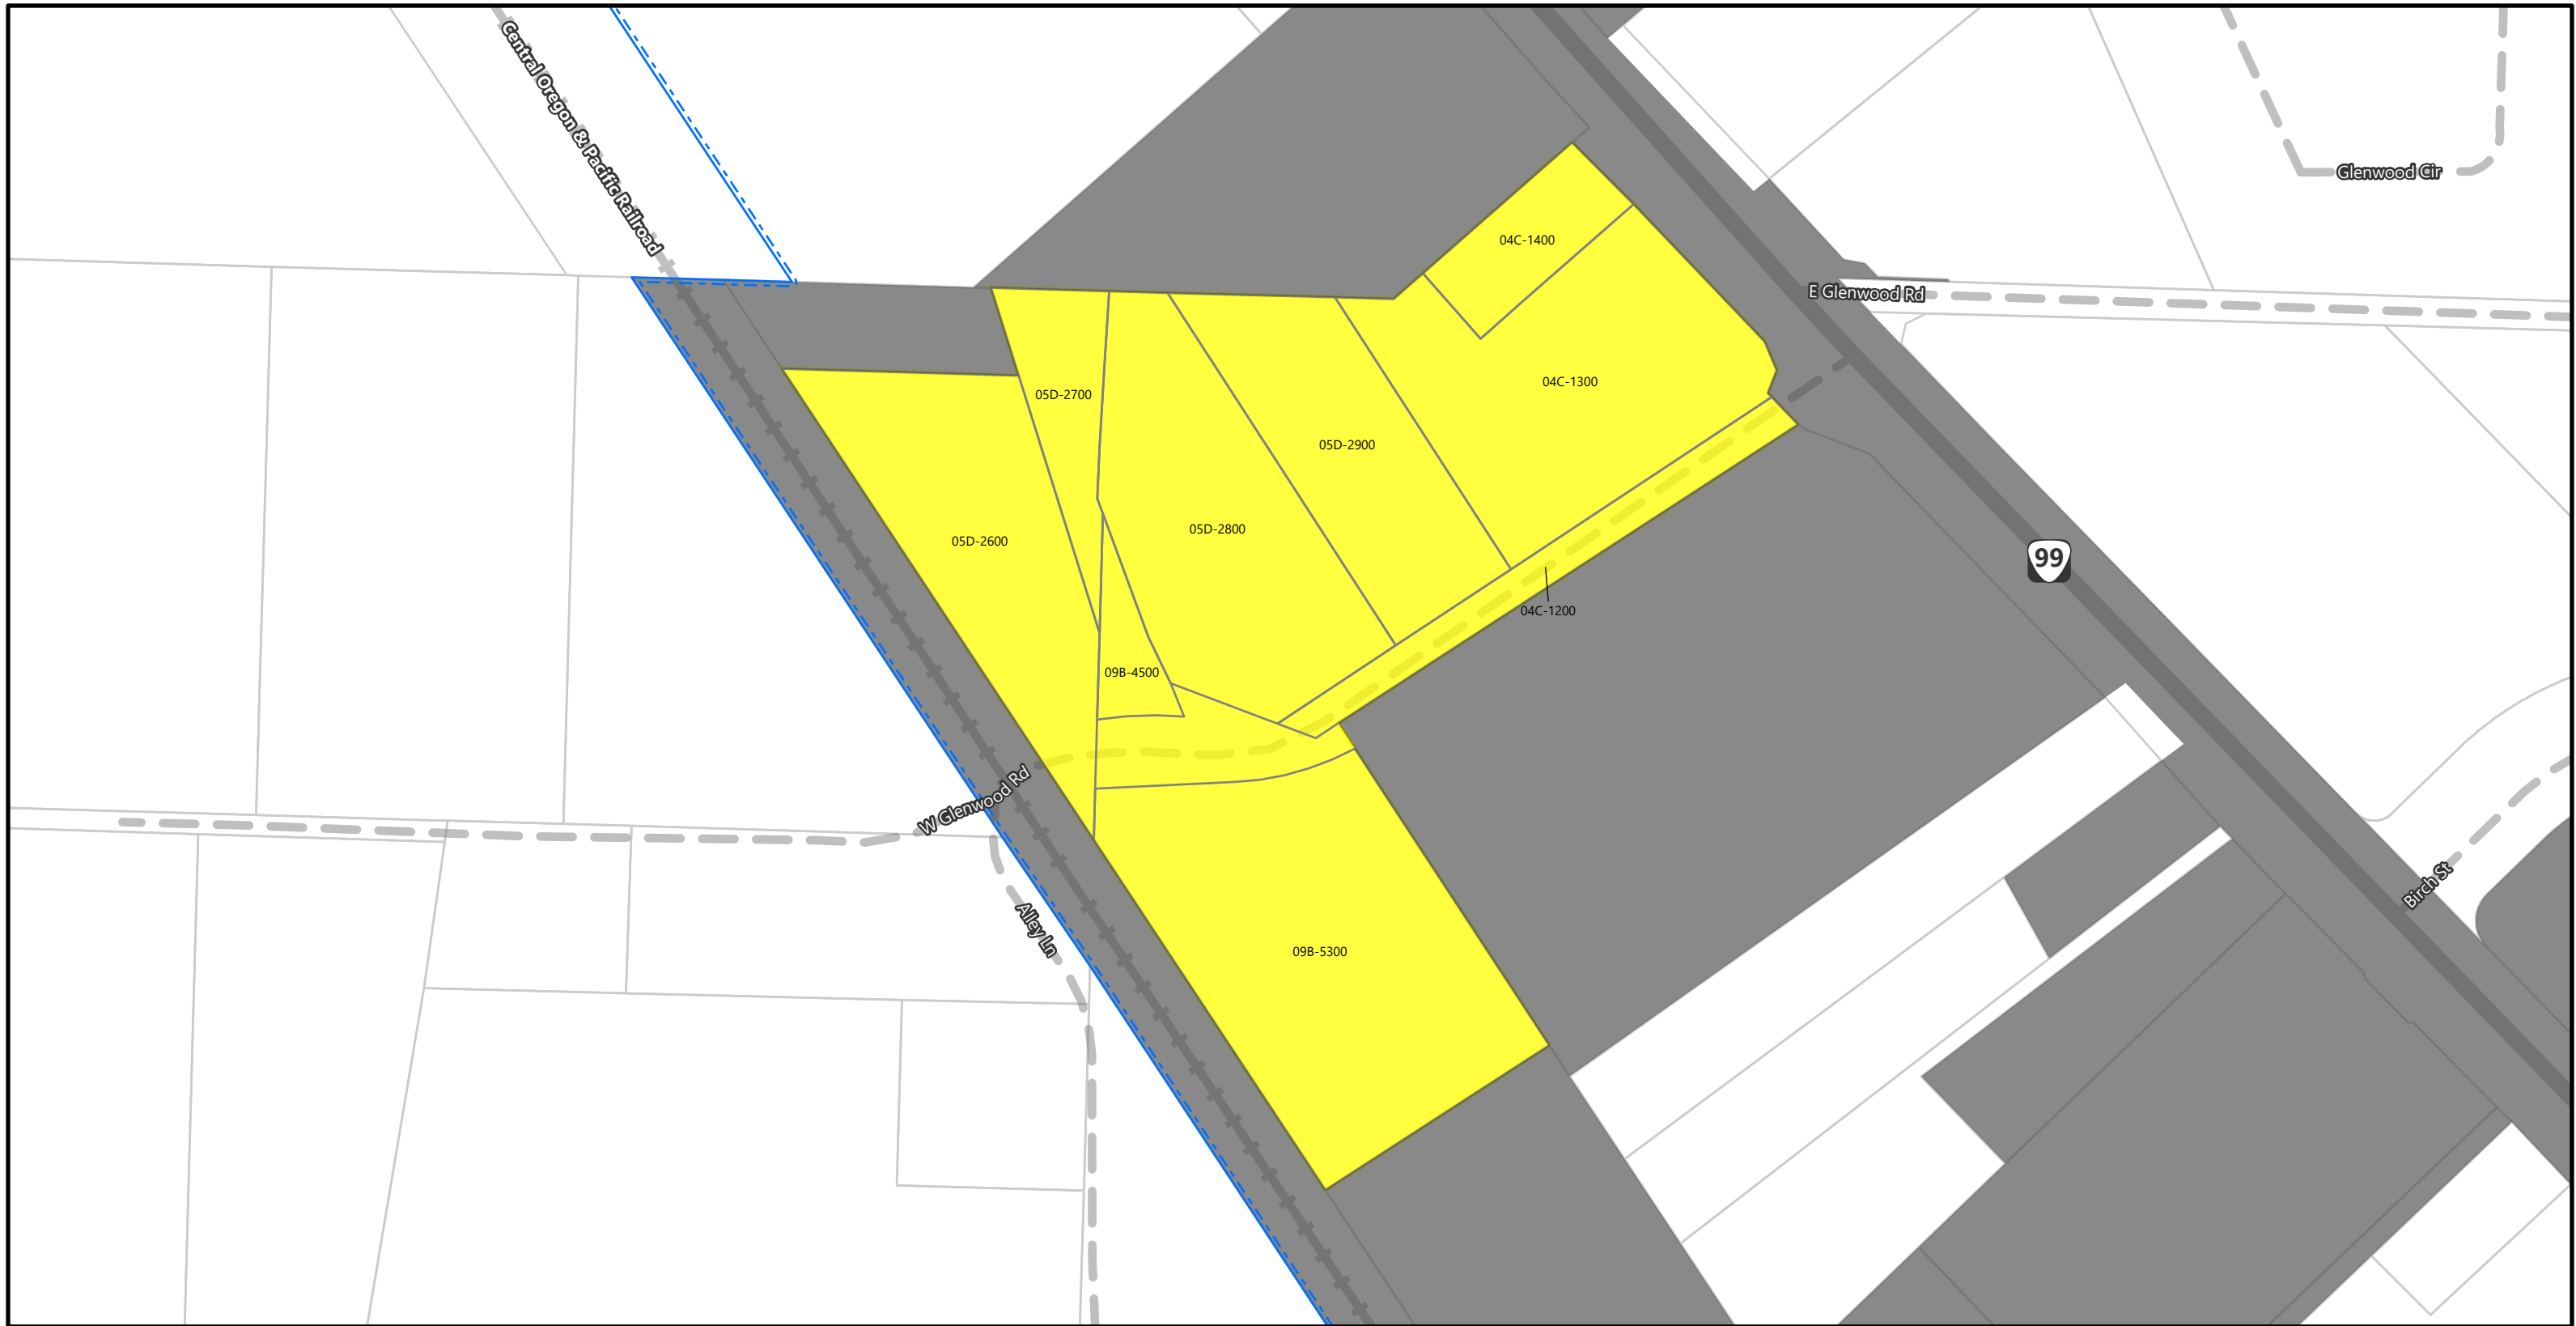 Central Oregon & Pacific Railroad
Glenwood Cir
04C-1400
E Glenwood Rd
04C-1300
05D-2700
05D-2900
05D-2800
05D-2600
99
04C-1200
09B-4500
W Glenwood Rd
Birch St
Alley Ln
09B-5300